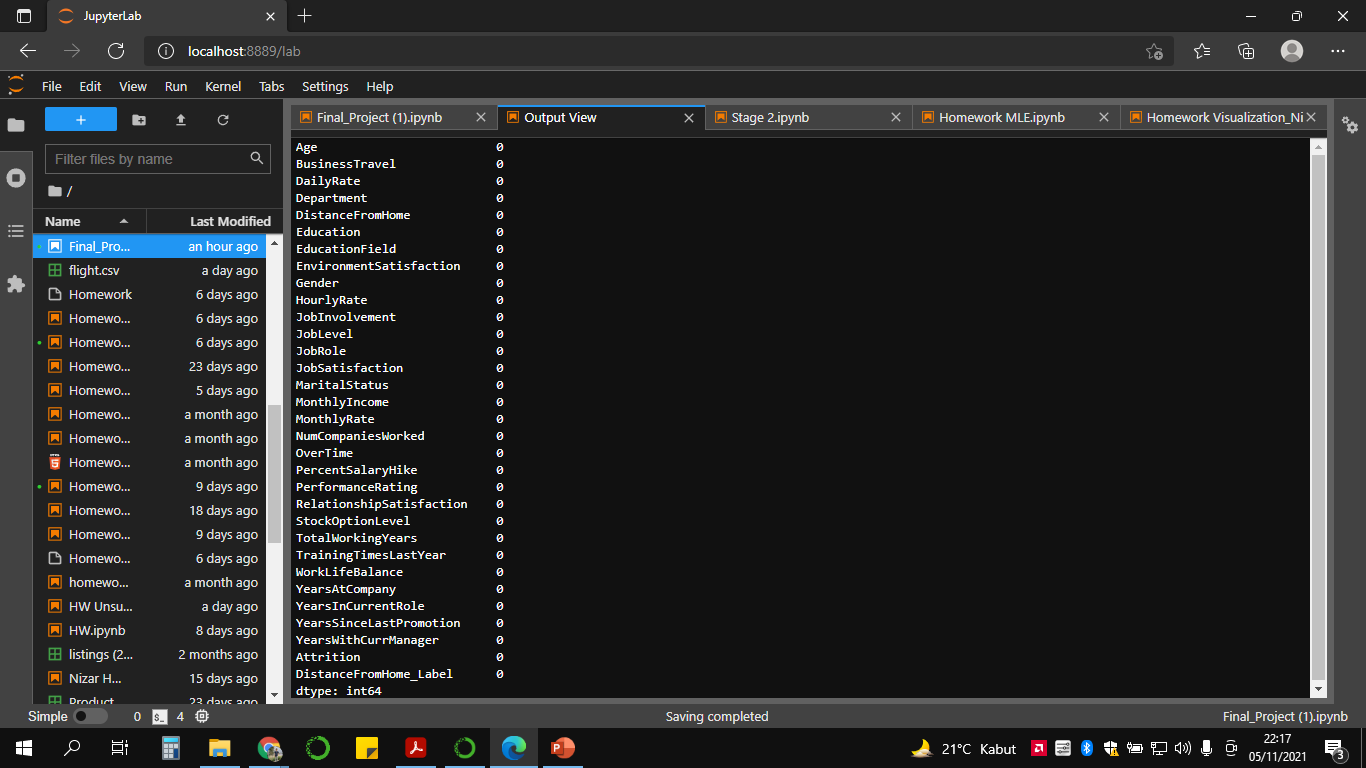 JupyterLab
localhost:8889/lab
File Edit View Run Kernel Tabs Settings Help
Final_Project (1).ipynb Output View Stage 2.ipynb Homework MLE.ipynb Homework Visualization_Ni
Filter files by name
/
Name Last Modified
Final_Pro... an hour ago
flight.csv a day ago
Homework 6 days ago
Homewo... 6 days ago
Homewo... 6 days ago
Homewo... 23 days ago
Homewo... 5 days ago
Homewo... a month ago
Homewo... a month ago
Homewo... a month ago
Homewo... 9 days ago
Homewo... 18 days ago
Homewo... 9 days ago
Homewo... 6 days ago
homewo... a month ago
HW Unsu... a day ago
HW.ipynb 8 days ago
listings (2... 2 months ago
Nizar H... 15 days ago
Product 23 days ago
Age 0
BusinessTravel 0
DailyRate 0
Department 0
DistanceFromHome 0
Education 0
EducationField 0
EnvironmentSatisfaction 0
Gender 0
HourlyRate 0
JobInvolvement 0
JobLevel 0
JobRole 0
JobSatisfaction 0
MaritalStatus 0
MonthlyIncome 0
MonthlyRate 0
NumCompaniesWorked 0
OverTime 0
PercentSalaryHike 0
PerformanceRating 0
RelationshipSatisfaction 0
StockOptionLevel 0
TotalWorkingYears 0
TrainingTimesLastYear 0
WorkLifeBalance 0
YearsAtCompany 0
YearsInCurrentRole 0
YearsSinceLastPromotion 0
YearsWithCurrManager 0
Attrition 0
DistanceFromHome_Label 0
dtype: int64
Simple 0 4 Saving completed Final_Project (1).ipynb
21°C Kabut 22:17
05/11/2021 3